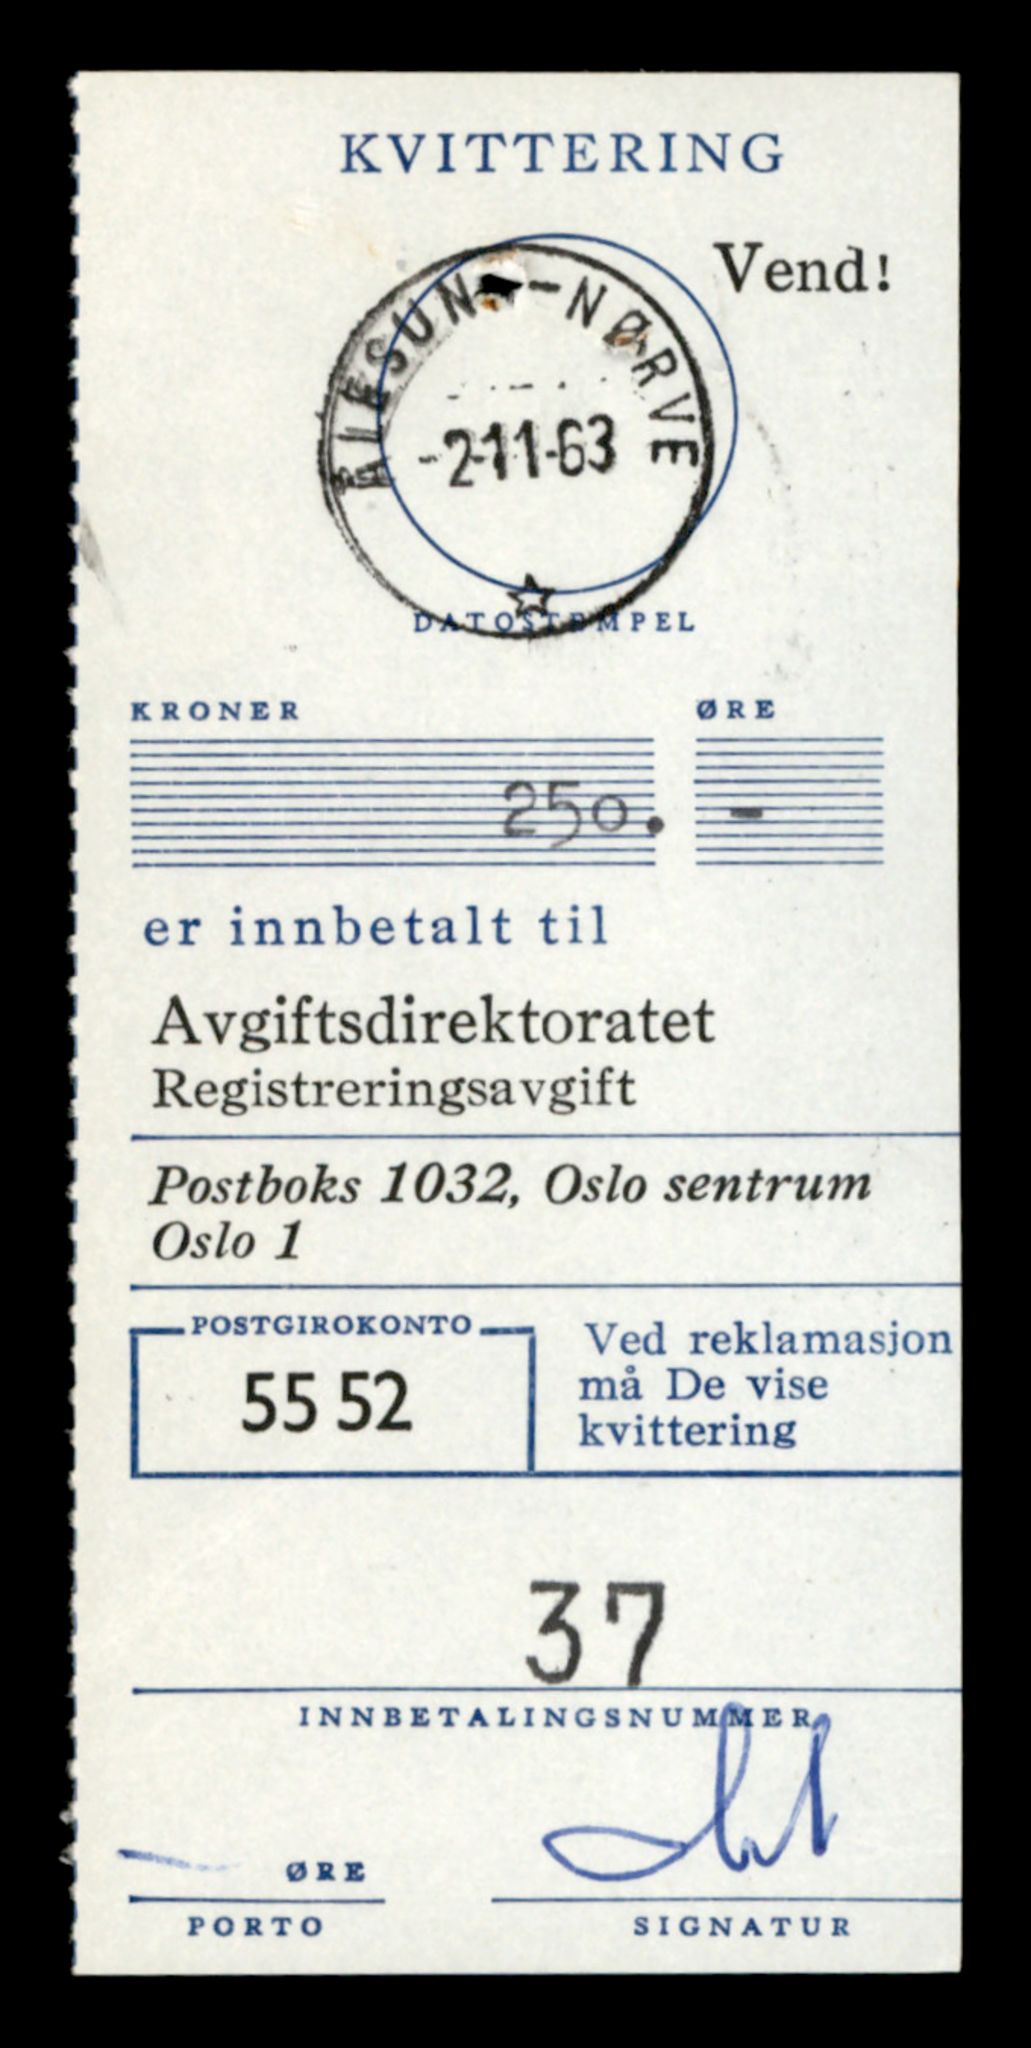 KVITTERING
Vend!
ÅLESUN -NØRVE
-2-11-63
DATOSTEMPEL
KRONER ØRE
250. -
er innbetalt til
Avgiftsdirektoratet
Registreringsavgift
Postboks 1032, Oslo sentrum
Oslo 1
POSTGIROKONTO
55 52
Ved reklamasjon
må De vise
kvittering
37
INNBETALINGSNUMMER
— ØRE
PORTO
SIGNATUR